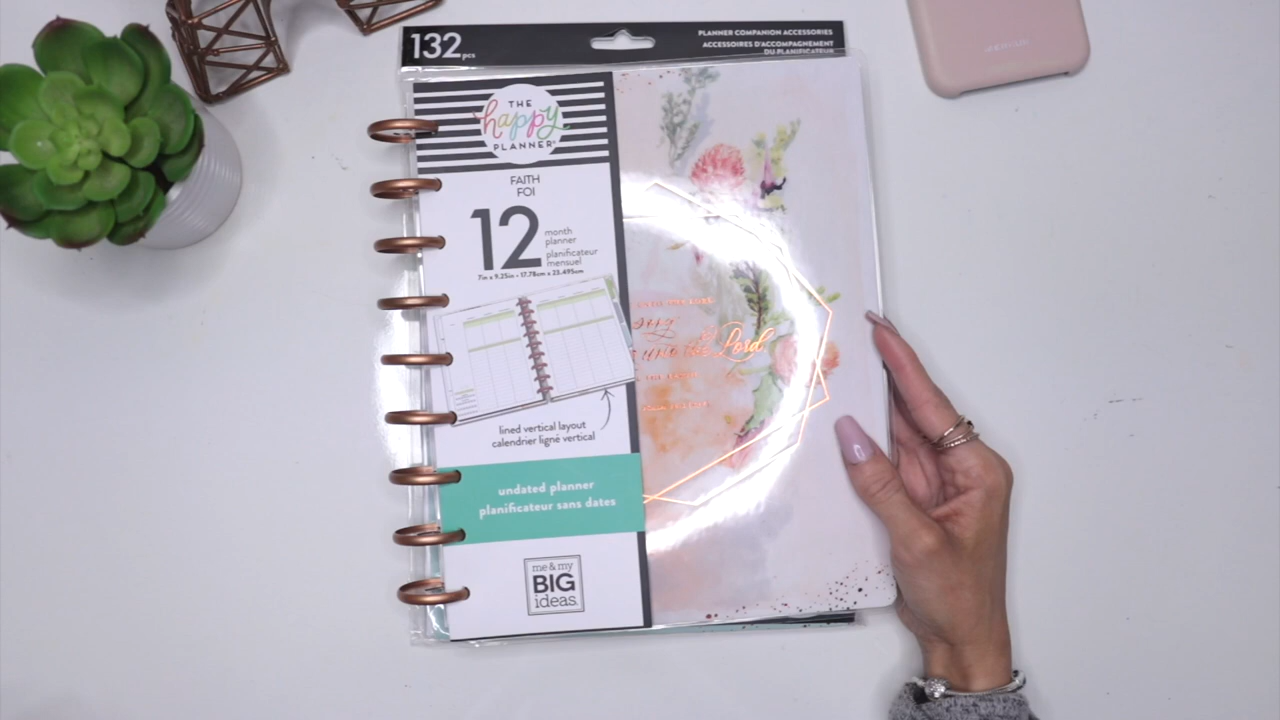 132 pcs
PLANNER COMPANION ACCESSORIES
ACCESSOIRES D'ACCOMPAGNEMENT
DU PLANIFICATEUR
THE
happy
PLANNER®
FAITH
FOI
12
month
planner
planificateur
mensuel
7in x 9.25in • 17.78cm x 23.495cm
lined vertical layout
calendrier ligné vertical
undated planner
planificateur sans dates
me & my
BIG
ideas
Lord